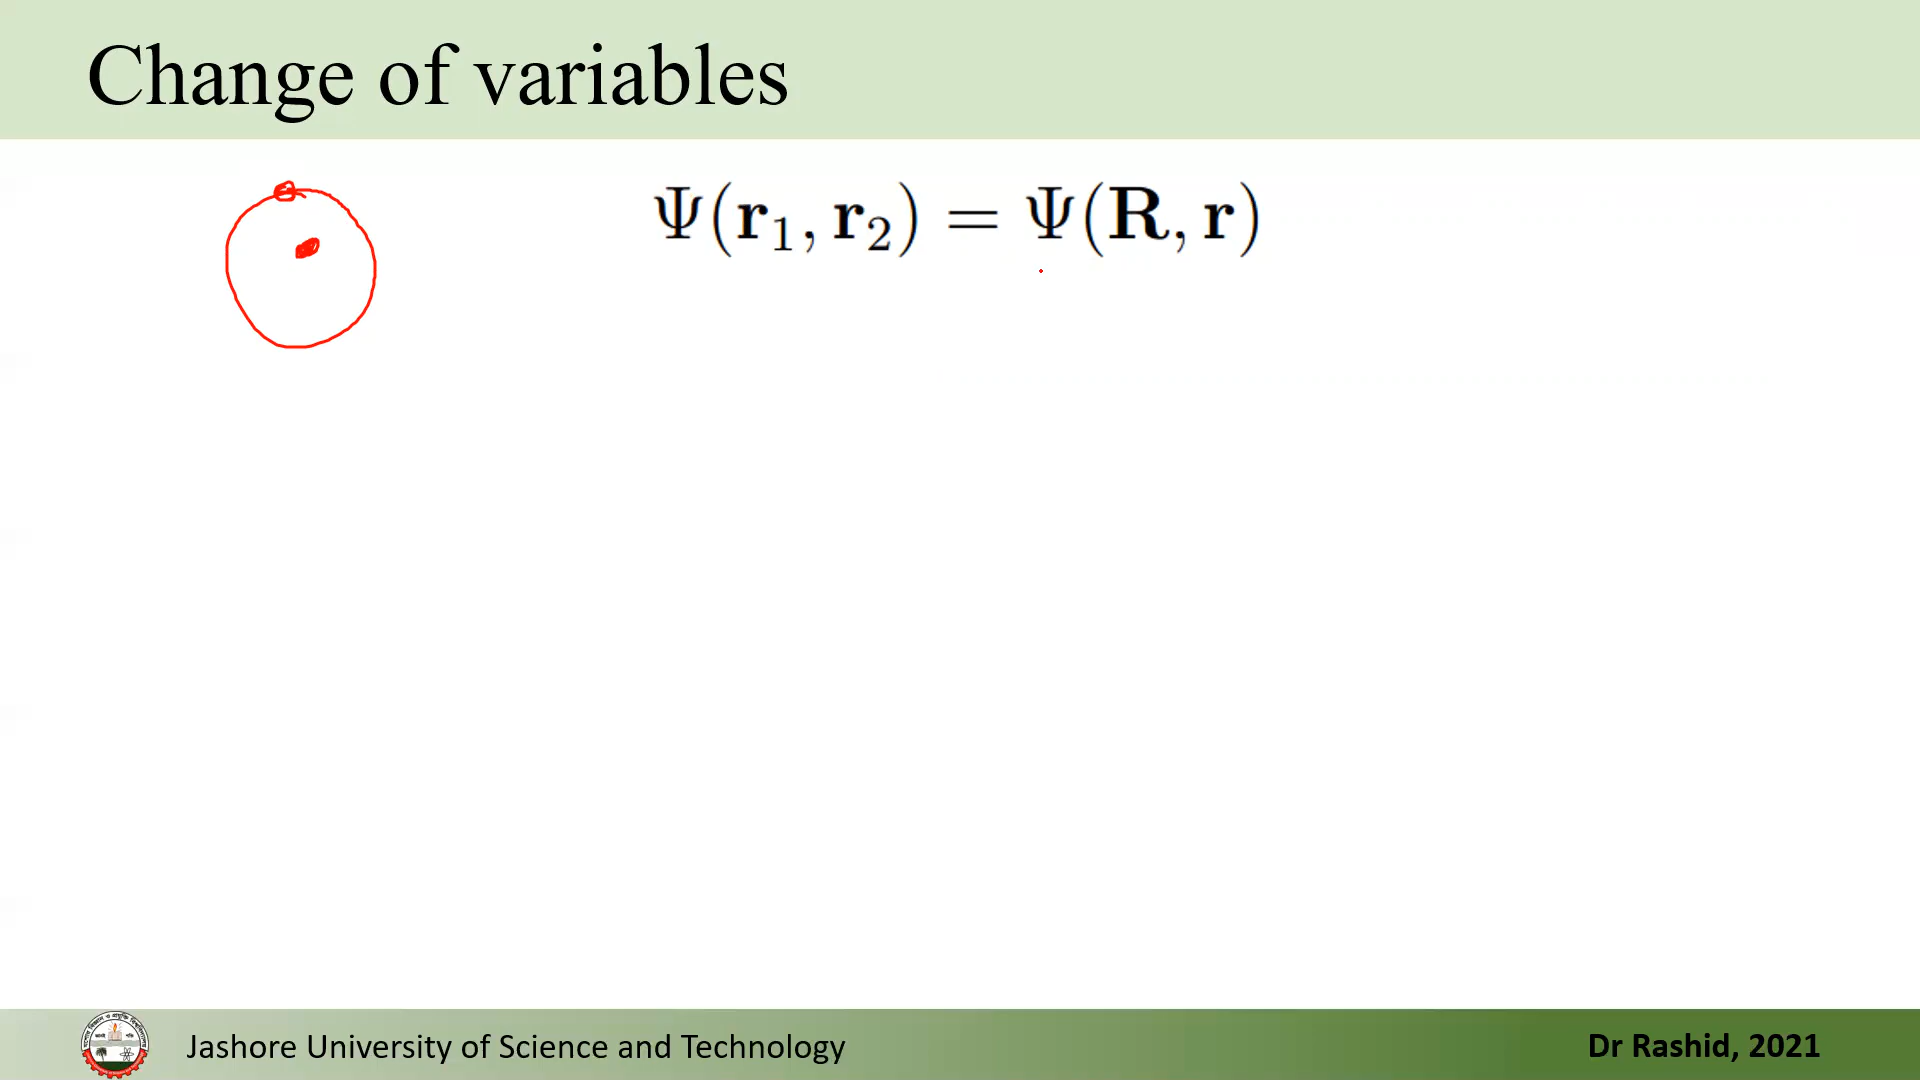 Change of variables
Ψ(𝐫₁, 𝐫₂) = Ψ(𝐑, 𝐫)
Jashore University of Science and Technology
Dr Rashid, 2021